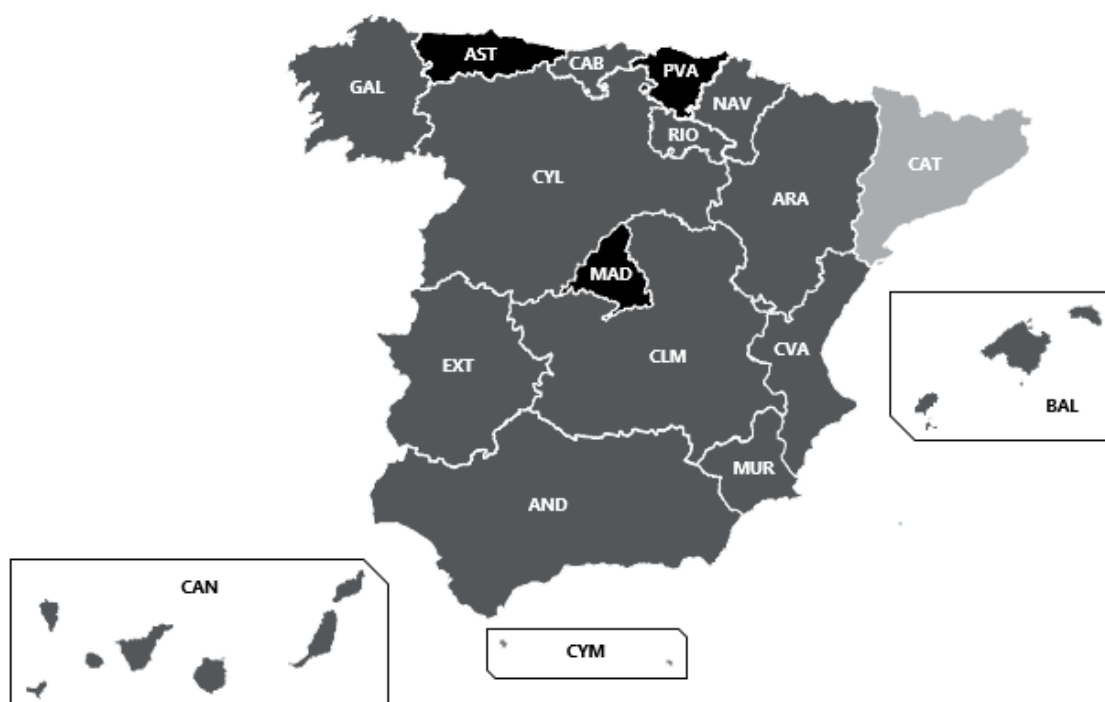 AST
CAB
PVA
GAL
NAV
RIO
CAT
CYL
ARA
MAD
CVA
CLM
EXT
BAL
MUR
AND
CAN
CYM